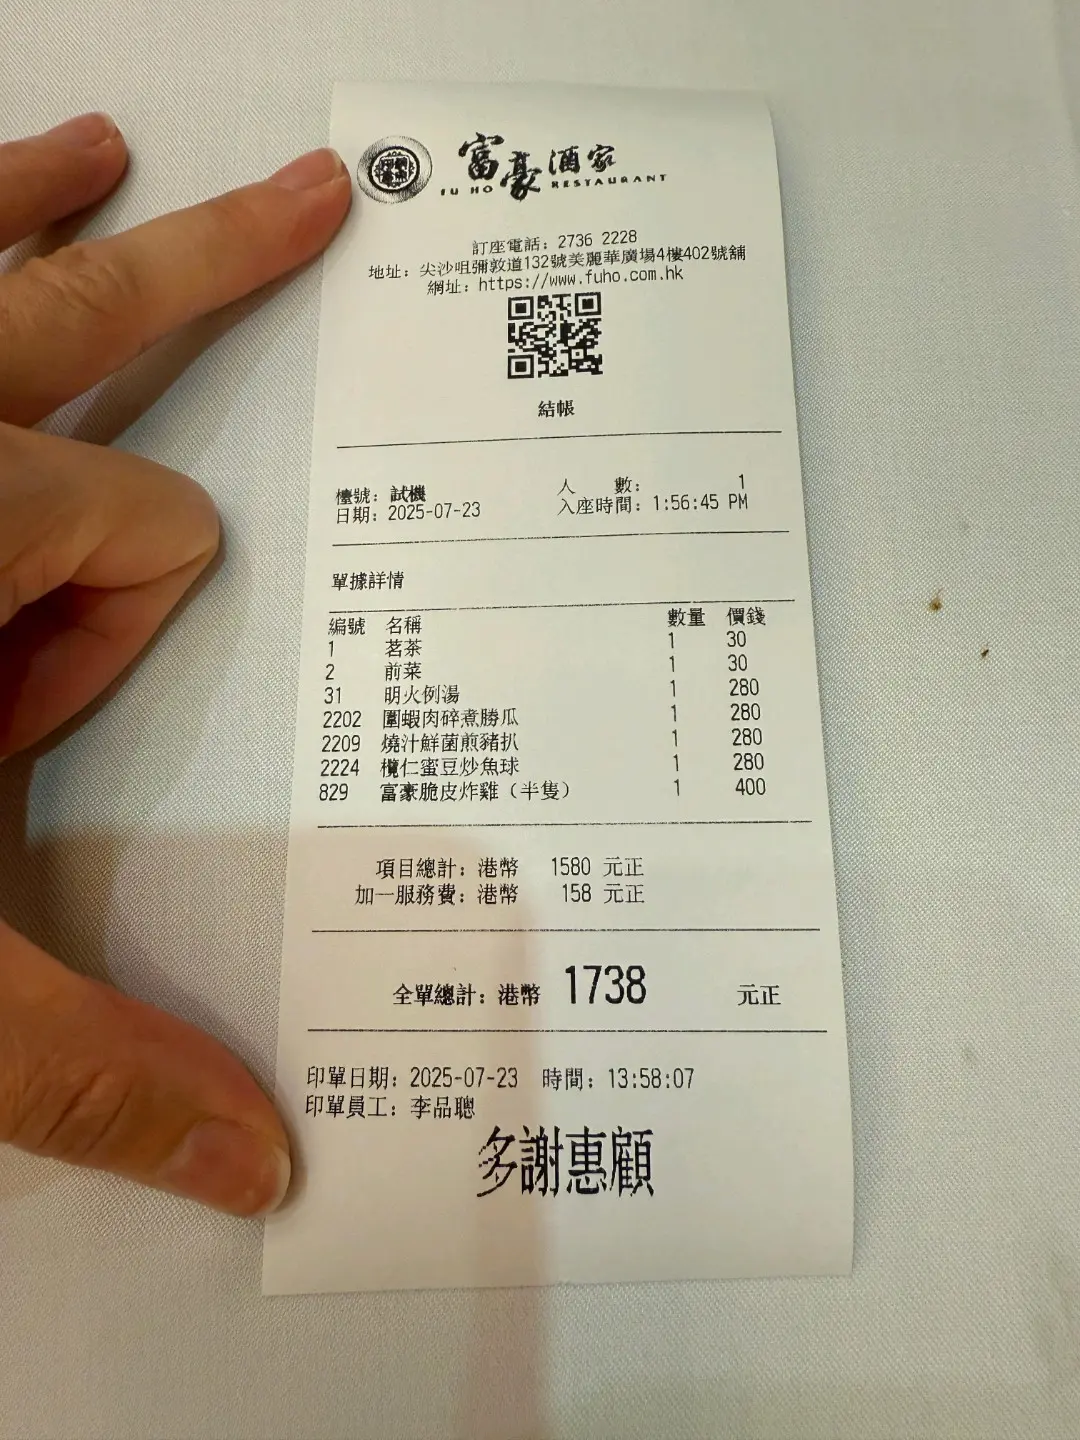 富豪酒家
FU HO RESTAURANT
訂座電話: 2736 2228
地址: 尖沙咀彌敦道132號美麗華廣場4樓402號舖
網址: https://www.fuho.com.hk
結帳
檯號: 試機 人 數: 1
日期: 2025-07-23 入座時間: 1:56:45 PM
單據詳情
編號 名稱 數量 價錢
1 茗茶 1 30
2 前菜 1 30
31 明火例湯 1 280
2202 圍蝦肉碎煮勝瓜 1 280
2209 燒汁鮮菌煎豬扒 1 280
2224 欖仁蜜豆炒魚球 1 280
829 富豪脆皮炸雞（半隻） 1 400
項目總計: 港幣 1580 元正
加一服務費: 港幣 158 元正
全單總計: 港幣 1738 元正
印單日期: 2025-07-23 時間: 13:58:07
印單員工: 李品聰
多謝惠顧